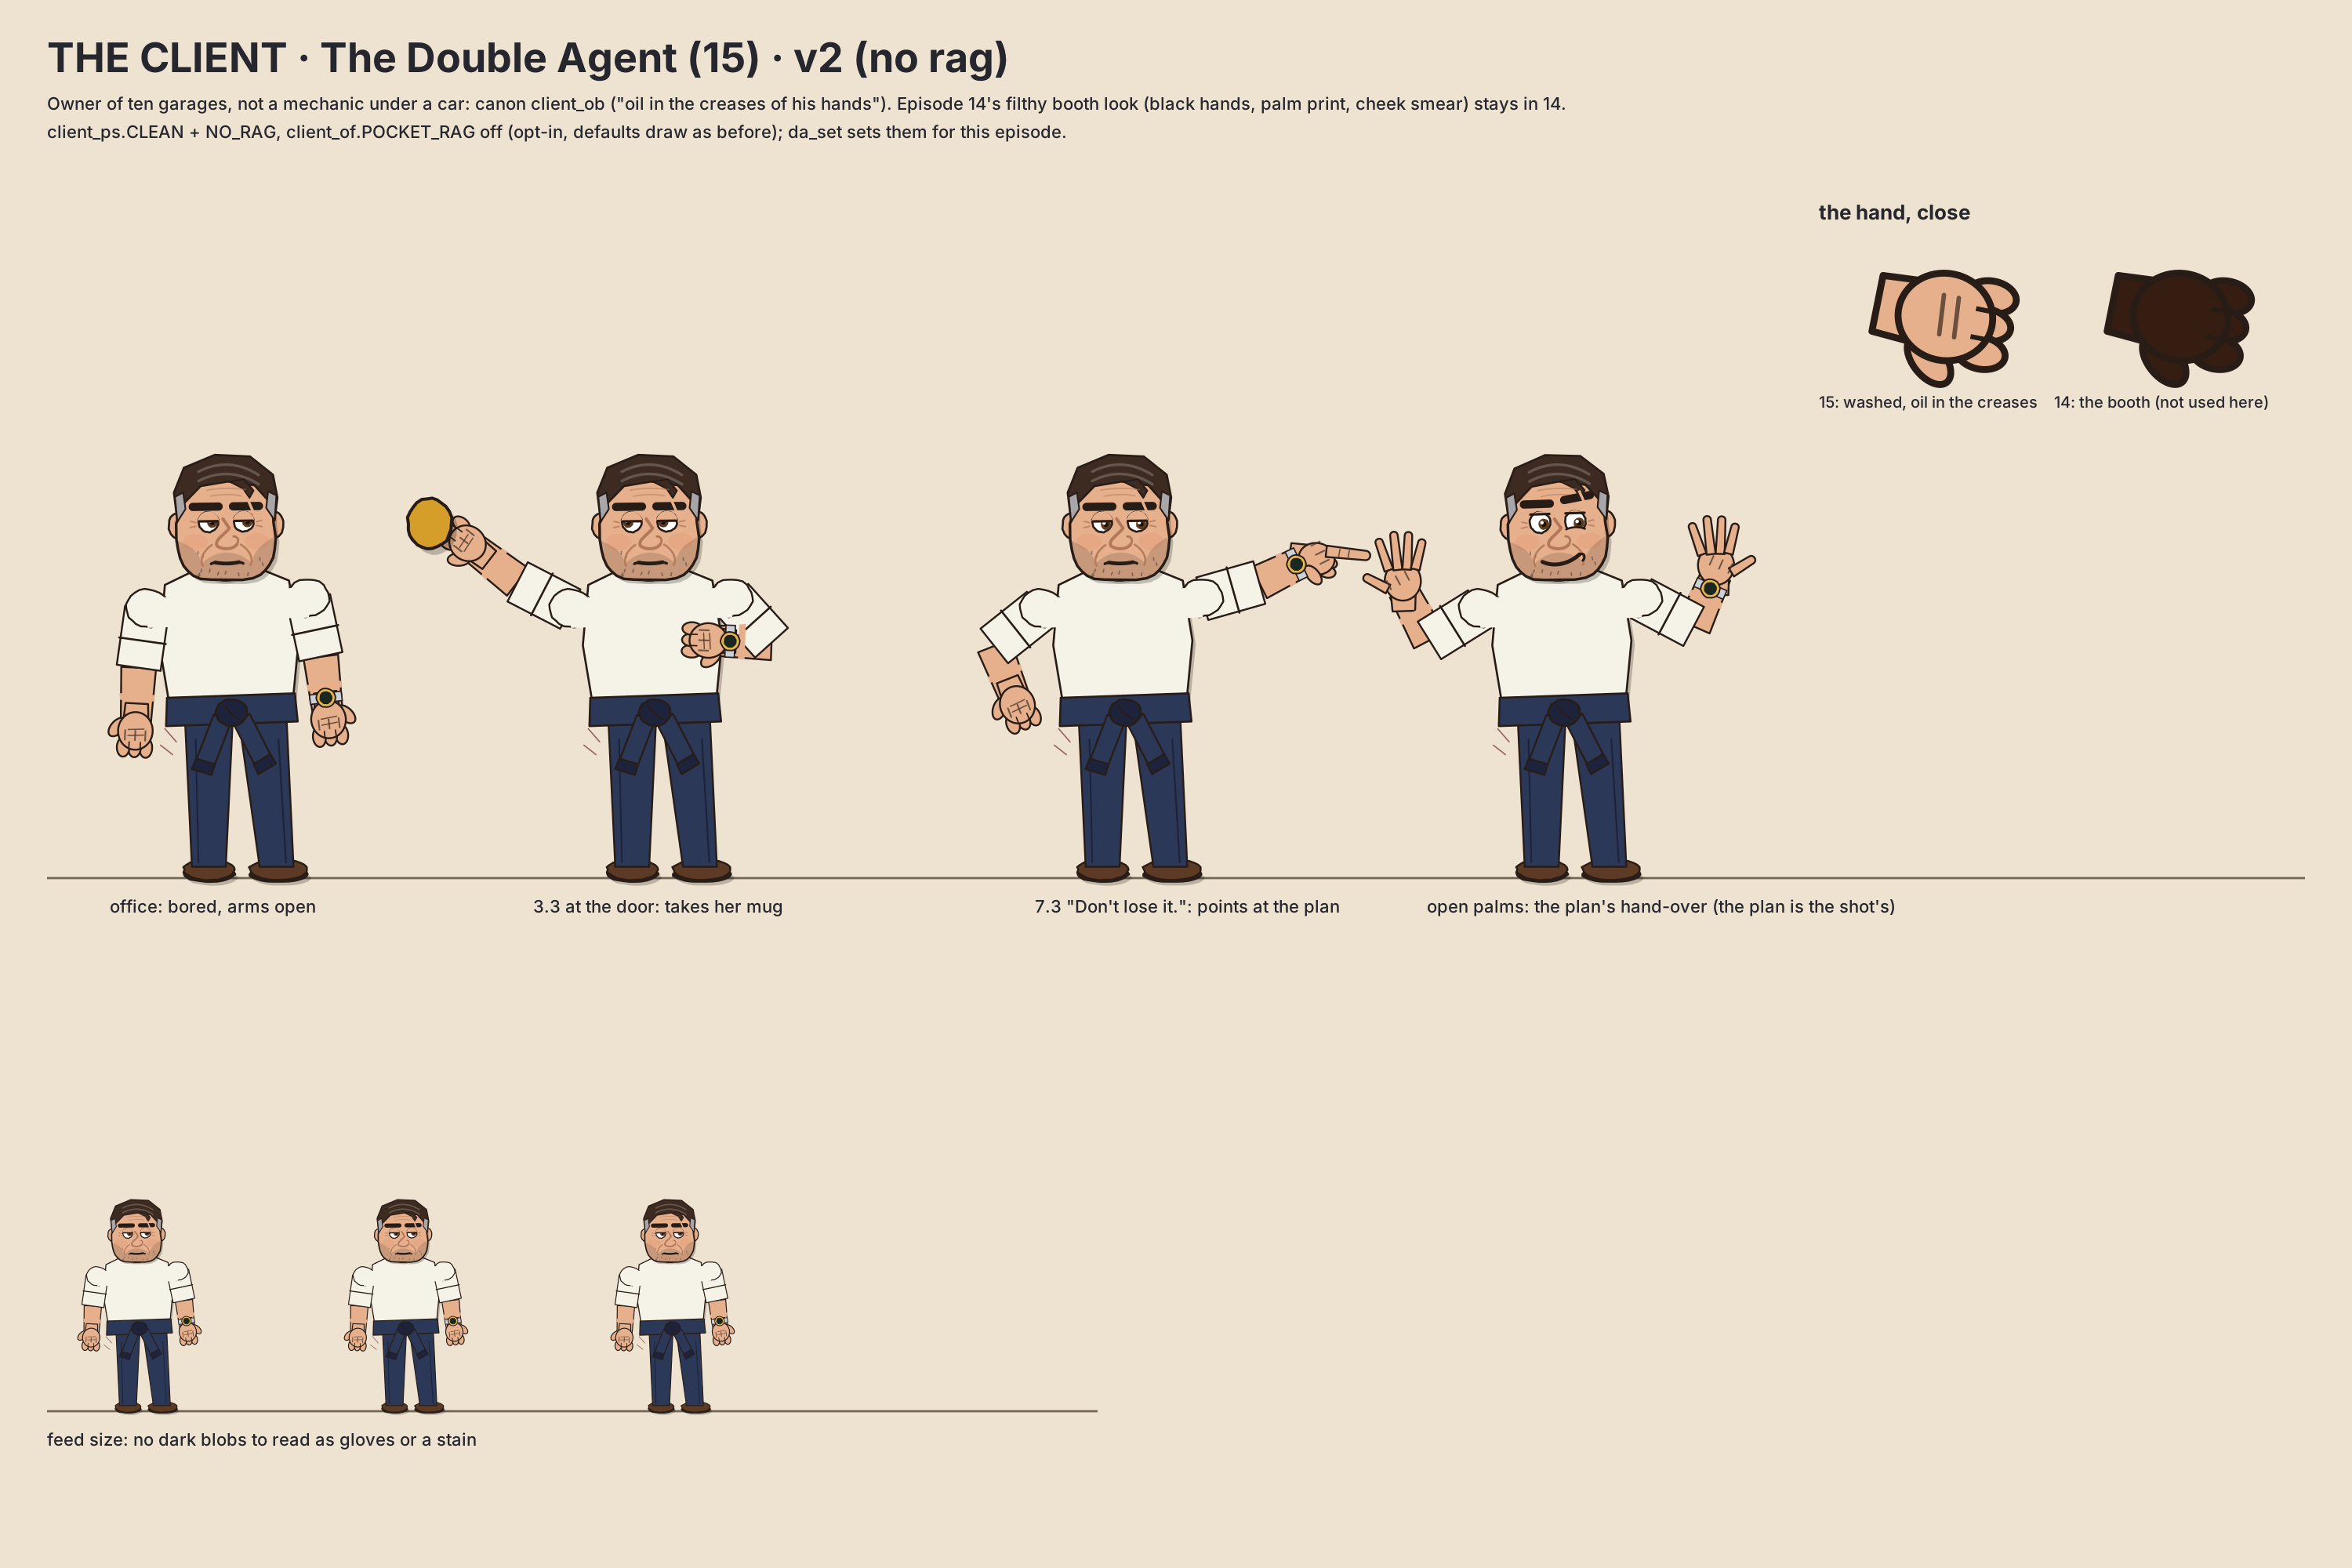 THE CLIENT · The Double Agent (15) · v2 (no rag)
Owner of ten garages, not a mechanic under a car: canon client_ob ("oil in the creases of his hands"). Episode 14's filthy booth look (black hands, palm print, cheek smear) stays in 14.
client_ps.CLEAN + NO_RAG, client_of.POCKET_RAG off (opt-in, defaults draw as before); da_set sets them for this episode.
the hand, close
15: washed, oil in the creases
14: the booth (not used here)
office: bored, arms open
3.3 at the door: takes her mug
7.3 "Don't lose it.": points at the plan
open palms: the plan's hand-over (the plan is the shot's)
feed size: no dark blobs to read as gloves or a stain